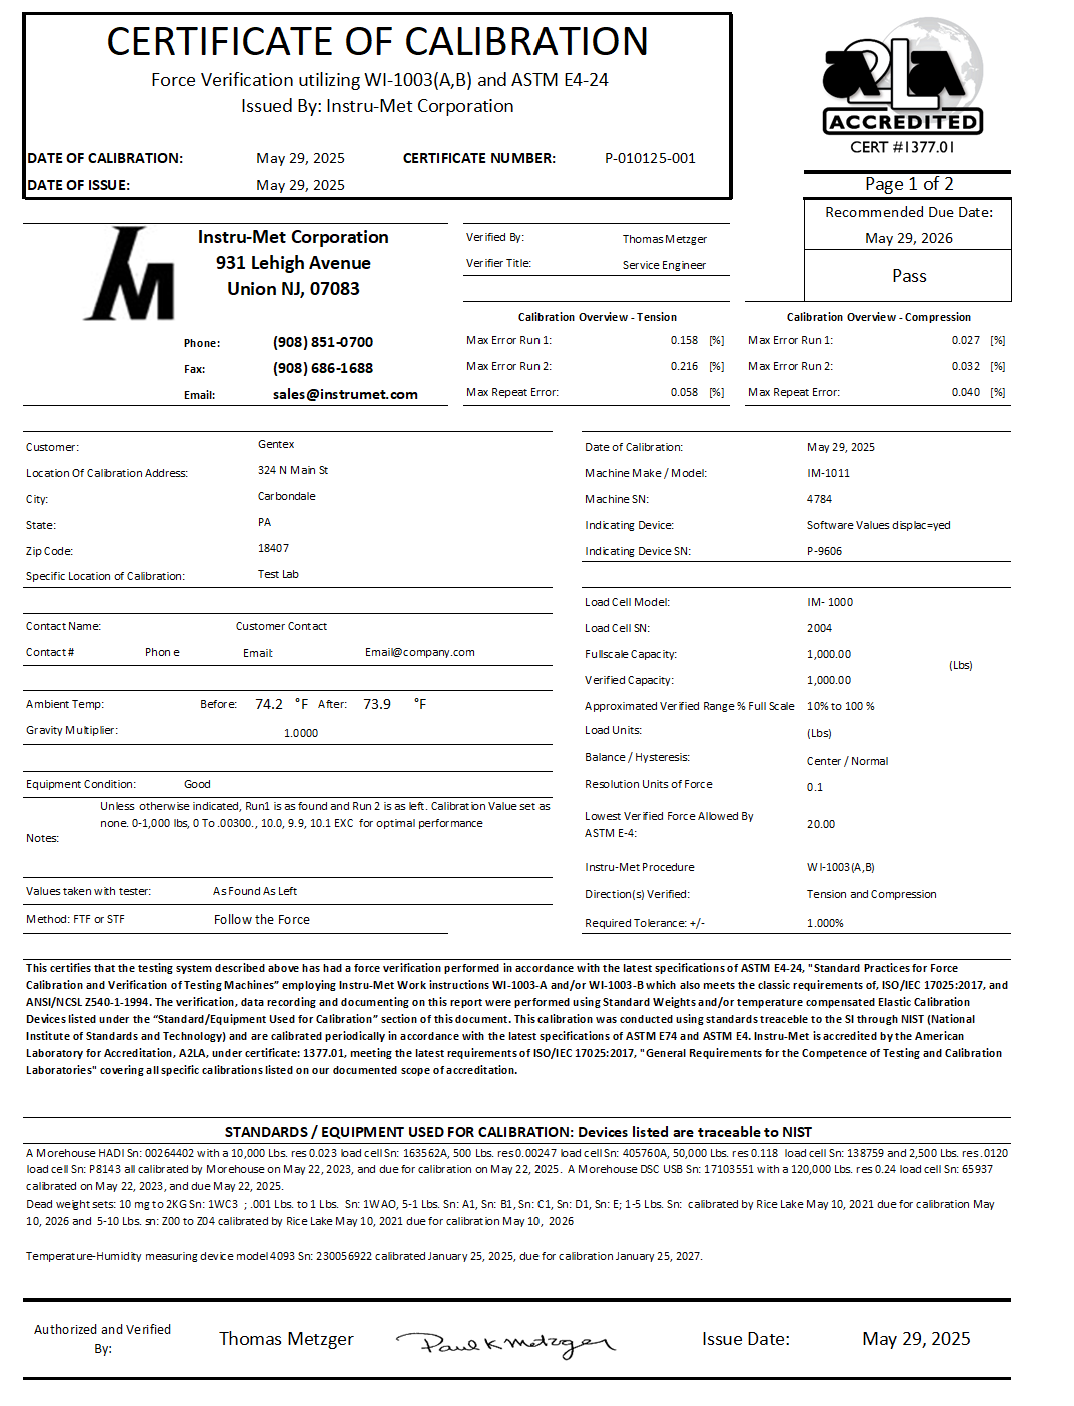 CERTIFICATE OF CALIBRATION
Force Verification utilizing WI-1003(A,B) and ASTM E4-24
Issued By: Instru-Met Corporation
DATE OF CALIBRATION: May 29, 2025 CERTIFICATE NUMBER: P-010125-001
DATE OF ISSUE: May 29, 2025
a2La
ACCREDITED
CERT #1377.01
Page 1 of 2
Recommended Due Date:
May 29, 2026
Pass
IM
Instru-Met Corporation
931 Lehigh Avenue
Union NJ, 07083
Phone: (908) 851-0700
Fax: (908) 686-1688
Email: sales@instrumet.com
Verified By: Thomas Metzger
Verifier Title: Service Engineer
Calibration Overview - Tension
Max Error Run 1: 0.158 [%]
Max Error Run 2: 0.216 [%]
Max Repeat Error: 0.058 [%]
Calibration Overview - Compression
Max Error Run 1: 0.027 [%]
Max Error Run 2: 0.032 [%]
Max Repeat Error: 0.040 [%]
Customer: Gentex
Location Of Calibration Address: 324 N Main St
City: Carbondale
State: PA
Zip Code: 18407
Specific Location of Calibration: Test Lab
Date of Calibration: May 29, 2025
Machine Make / Model: IM-1011
Machine SN: 4784
Indicating Device: Software Values displac=yed
Indicating Device SN: P-9606
Contact Name: Customer Contact
Contact # Phone Email: Email@company.com
Ambient Temp: Before: 74.2 °F After: 73.9 °F
Gravity Multiplier: 1.0000
Equipment Condition: Good
Unless otherwise indicated, Run1 is as found and Run 2 is as left. Calibration Value set as
none. 0-1,000 lbs, 0 To .00300., 10.0, 9.9, 10.1 EXC for optimal performance
Notes:
Values taken with tester: As Found As Left
Method: FTF or STF Follow the Force
Load Cell Model: IM- 1000
Load Cell SN: 2004
Fullscale Capacity: 1,000.00
(Lbs)
Verified Capacity: 1,000.00
Approximated Verified Range % Full Scale 10% to 100 %
Load Units: (Lbs)
Balance / Hysteresis: Center / Normal
Resolution Units of Force 0.1
Lowest Verified Force Allowed By
ASTM E-4: 20.00
Instru-Met Procedure WI-1003(A,B)
Direction(s) Verified: Tension and Compression
Required Tolerance: +/- 1.000%
This certifies that the testing system described above has had a force verification performed in accordance with the latest specifications of ASTM E4-24, "Standard Practices for Force
Calibration and Verification of Testing Machines" employing Instru-Met Work instructions WI-1003-A and/or WI-1003-B which also meets the classic requirements of, ISO/IEC 17025:2017, and
ANSI/NCSL Z540-1-1994. The verification, data recording and documenting on this report were performed using Standard Weights and/or temperature compensated Elastic Calibration
Devices listed under the “Standard/Equipment Used for Calibration” section of this document. This calibration was conducted using standards treaceble to the SI through NIST (National
Institute of Standards and Technology) and are calibrated periodically in accordance with the latest specifications of ASTM E74 and ASTM E4. Instru-Met is accredited by the American
Laboratory for Accreditation, A2LA, under certificate: 1377.01, meeting the latest requirements of ISO/IEC 17025:2017, "General Requirements for the Competence of Testing and Calibration
Laboratories" covering all specific calibrations listed on our documented scope of accreditation.
STANDARDS / EQUIPMENT USED FOR CALIBRATION: Devices listed are traceable to NIST
A Morehouse HADI Sn: 00264402 with a 10,000 Lbs. res 0.023 load cell Sn: 163562A, 500 Lbs. res 0.00247 load cell Sn: 405760A, 50,000 Lbs. res 0.118 load cell Sn: 138759 and 2,500 Lbs. res .0120
load cell Sn: P8143 all calibrated by Morehouse on May 22, 2023, and due for calibration on May 22, 2025. A Morehouse DSC USB Sn: 17103551 with a 120,000 Lbs. res 0.24 load cell Sn: 65937
calibrated on May 22, 2023, and due May 22, 2025.
Dead weight sets: 10 mg to 2KG Sn: 1WC3 ; .001 Lbs. to 1 Lbs. Sn: 1WAO, 5-1 Lbs. Sn: A1, Sn: B1, Sn: C1, Sn: D1, Sn: E; 1-5 Lbs. Sn: calibrated by Rice Lake May 10, 2021 due for calibration May
10, 2026 and 5-10 Lbs. sn: Z00 to Z04 calibrated by Rice Lake May 10, 2021 due for calibration May 10, 2026
Temperature-Humidity measuring device model 4093 Sn: 230056922 calibrated January 25, 2025, due for calibration January 25, 2027.
Authorized and Verified
By: Thomas Metzger Paul K Metzger Issue Date: May 29, 2025